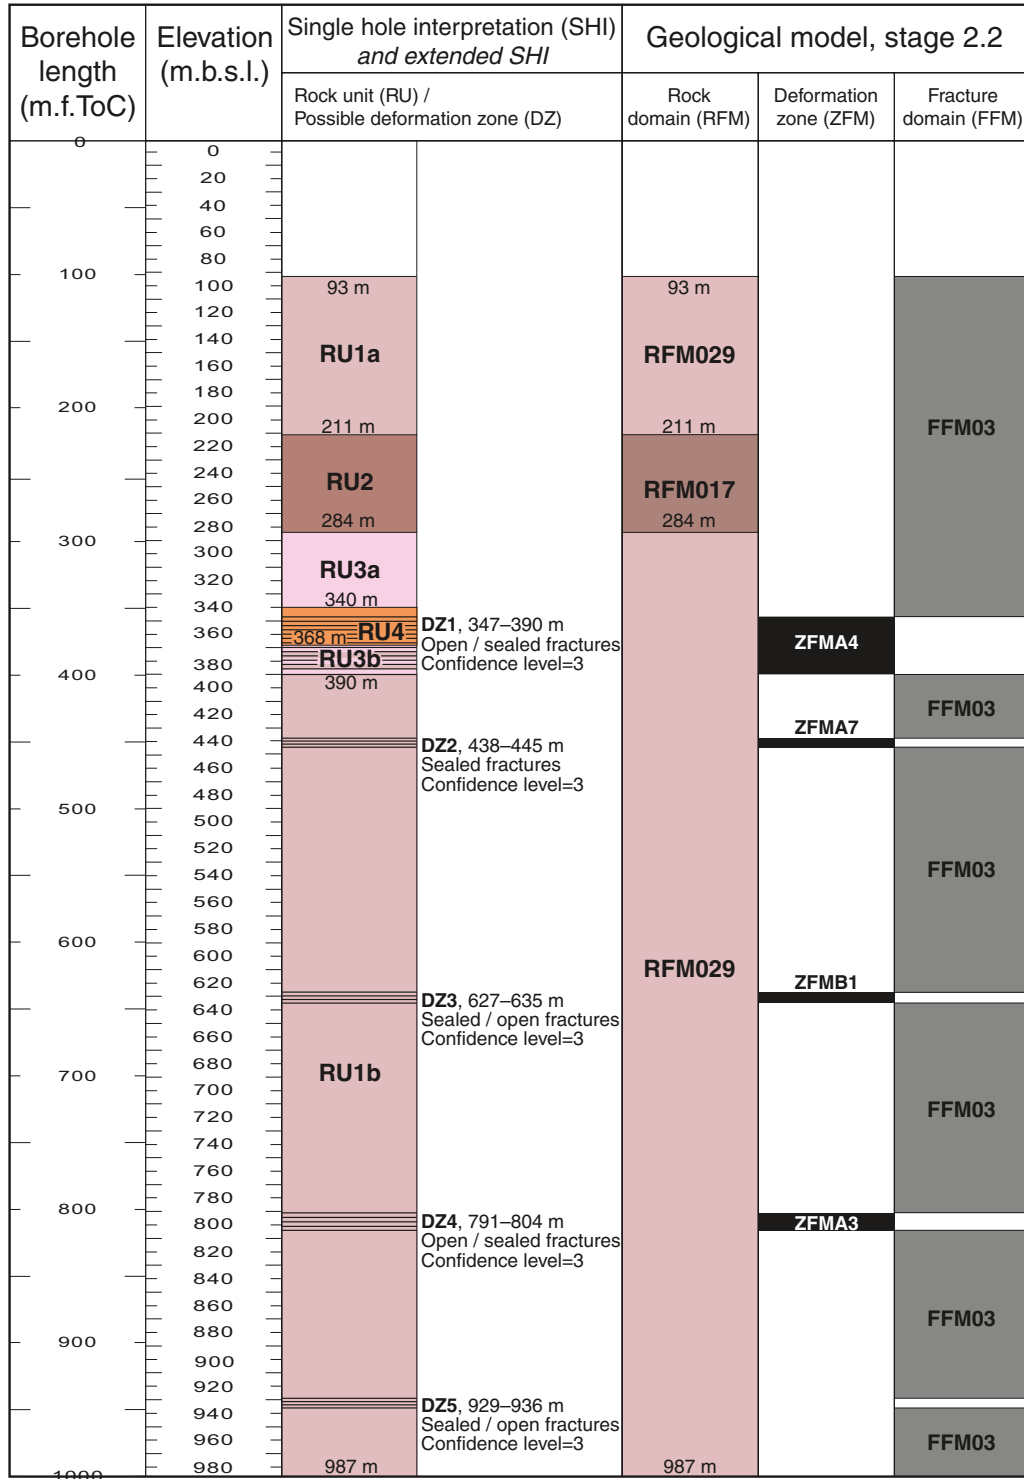 Borehole
length
(m.f.ToC)
Elevation
(m.b.s.l.)
Single hole interpretation (SHI)
and extended SHI
Geological model, stage 2.2
Rock unit (RU) /
Possible deformation zone (DZ)
Rock
domain (RFM)
Deformation
zone (ZFM)
Fracture
domain (FFM)
0
100
200
300
400
500
600
700
800
900
1000
0
20
40
60
80
100
120
140
160
180
200
220
240
260
280
300
320
340
360
380
400
420
440
460
480
500
520
540
560
580
600
620
640
660
680
700
720
740
760
780
800
820
840
860
880
900
920
940
960
980
93 m
RU1a
211 m
RU2
284 m
RU3a
340 m
368 m RU4
RU3b
390 m
RU1b
987 m
DZ1, 347–390 m
Open / sealed fractures
Confidence level=3
DZ2, 438–445 m
Sealed fractures
Confidence level=3
DZ3, 627–635 m
Sealed / open fractures
Confidence level=3
DZ4, 791–804 m
Open / sealed fractures
Confidence level=3
DZ5, 929–936 m
Sealed / open fractures
Confidence level=3
93 m
RFM029
211 m
RFM017
284 m
RFM029
987 m
ZFMA4
ZFMA7
ZFMB1
ZFMA3
FFM03
FFM03
FFM03
FFM03
FFM03
FFM03